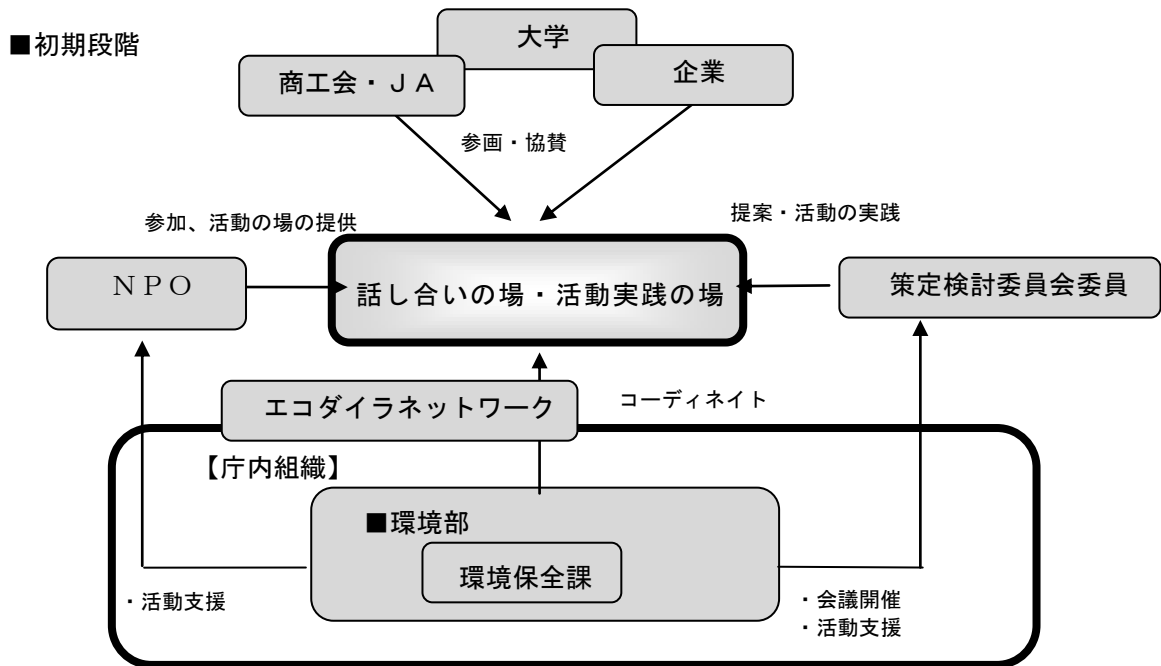 ■初期段階
大学
商工会・ＪＡ
企業
参画・協賛
参加、活動の場の提供
提案・活動の実践
ＮＰＯ
話し合いの場・活動実践の場
策定検討委員会委員
エコダイラネットワーク
コーディネイト
【庁内組織】
■環境部
環境保全課
・活動支援
・会議開催
・活動支援